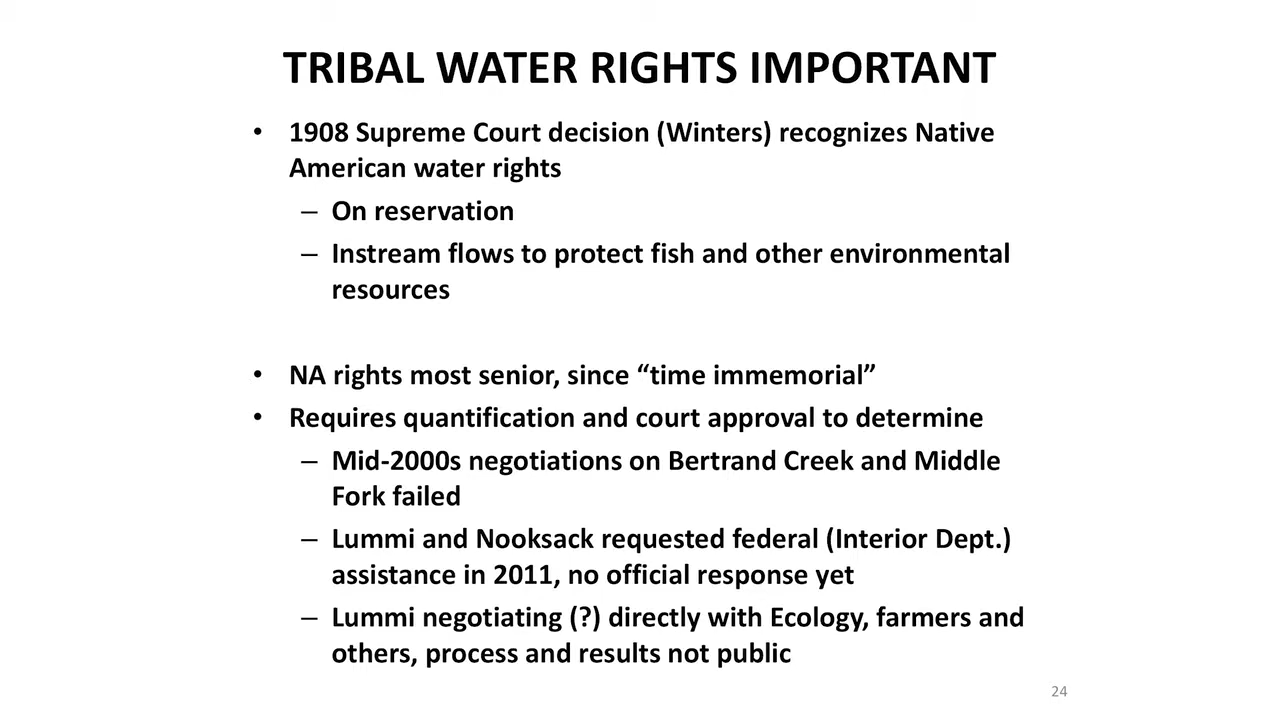 TRIBAL WATER RIGHTS IMPORTANT
• 1908 Supreme Court decision (Winters) recognizes Native
American water rights
– On reservation
– Instream flows to protect fish and other environmental
resources
• NA rights most senior, since “time immemorial”
• Requires quantification and court approval to determine
– Mid-2000s negotiations on Bertrand Creek and Middle
Fork failed
– Lummi and Nooksack requested federal (Interior Dept.)
assistance in 2011, no official response yet
– Lummi negotiating (?) directly with Ecology, farmers and
others, process and results not public
24